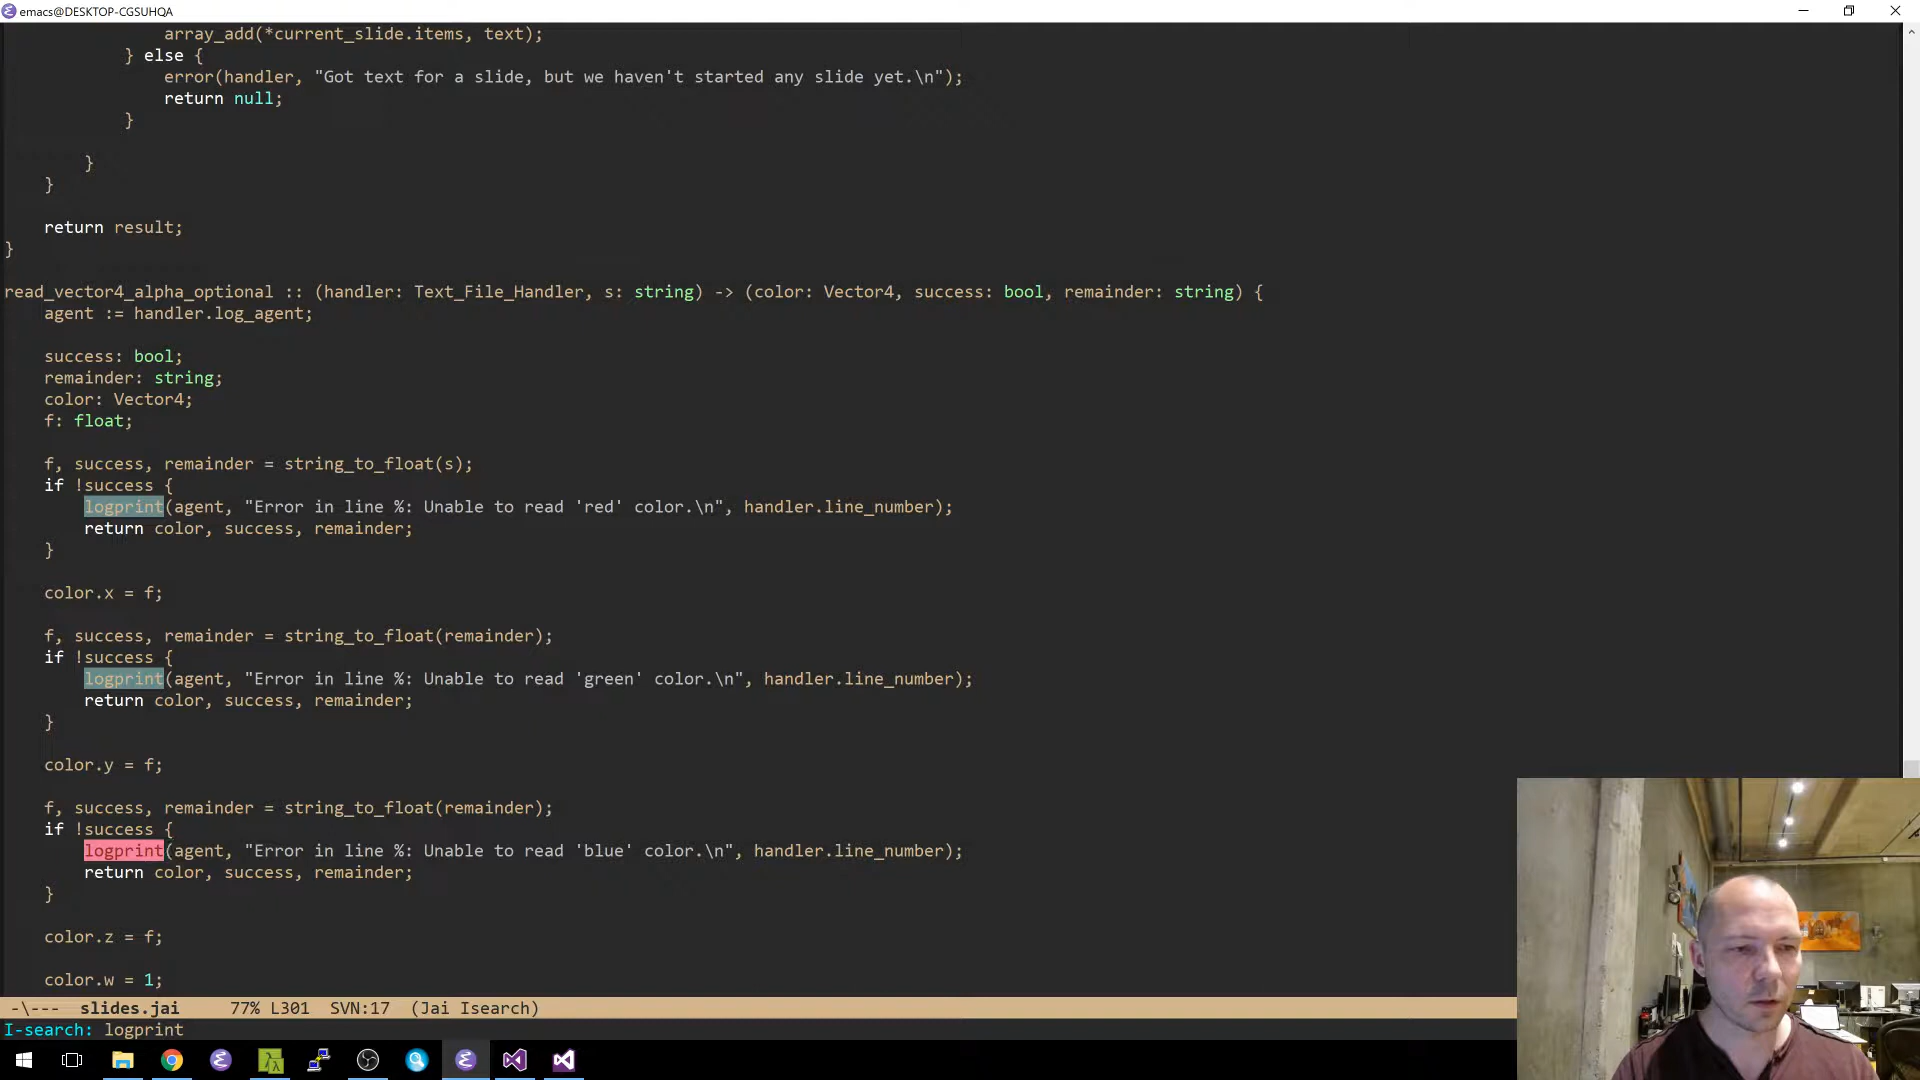 emacs@DESKTOP-CGSUHQA
array_add(*current_slide.items, text);
} else {
error(handler, "Got text for a slide, but we haven't started any slide yet.\n");
return null;
}
}
}
return result;
}
read_vector4_alpha_optional :: (handler: Text_File_Handler, s: string) -> (color: Vector4, success: bool, remainder: string) {
agent := handler.log_agent;
success: bool;
remainder: string;
color: Vector4;
f: float;
f, success, remainder = string_to_float(s);
if !success {
logprint(agent, "Error in line %: Unable to read 'red' color.\n", handler.line_number);
return color, success, remainder;
}
color.x = f;
f, success, remainder = string_to_float(remainder);
if !success {
logprint(agent, "Error in line %: Unable to read 'green' color.\n", handler.line_number);
return color, success, remainder;
}
color.y = f;
f, success, remainder = string_to_float(remainder);
if !success {
logprint(agent, "Error in line %: Unable to read 'blue' color.\n", handler.line_number);
return color, success, remainder;
}
color.z = f;
color.w = 1;
-\--- slides.jai 77% L301 SVN:17 (Jai Isearch)
I-search: logprint